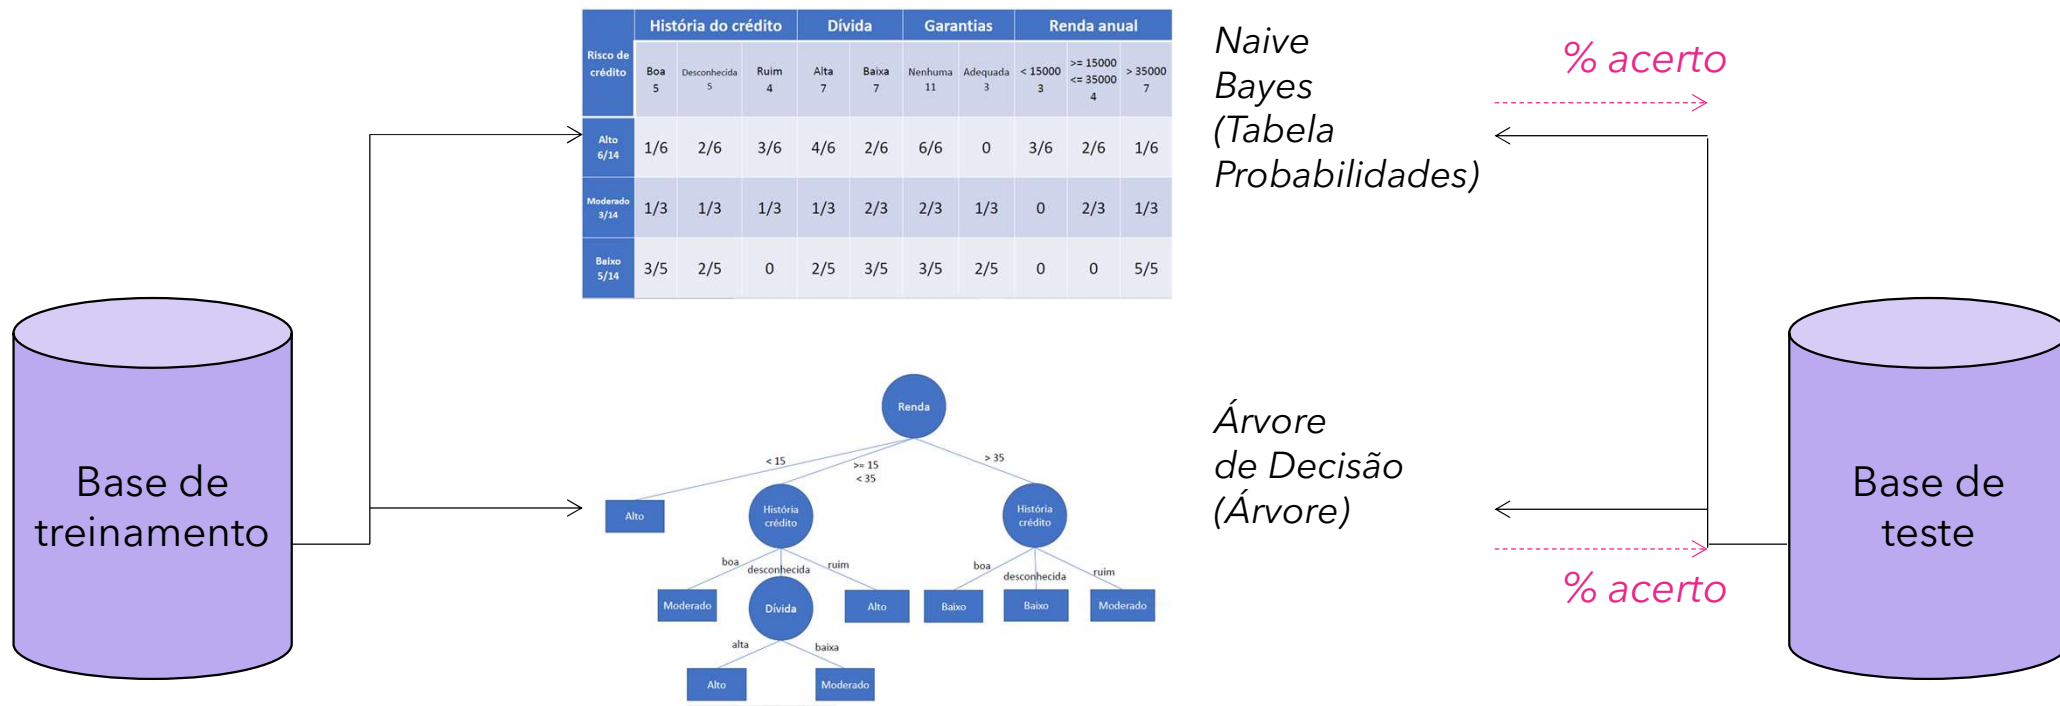 História do crédito Dívida Garantias Renda anual
Risco de
crédito
Boa
5
Desconhecida
5
Ruim
4
Alta
7
Baixa
7
Nenhuma
11
Adequada
3
< 15000
3
>= 15000
<= 35000
4
> 35000
7
Alto
6/14
1/6 2/6 3/6 4/6 2/6 6/6 0 3/6 2/6 1/6
Moderado
3/14
1/3 1/3 1/3 1/3 2/3 2/3 1/3 0 2/3 1/3
Baixo
5/14
3/5 2/5 0 2/5 3/5 3/5 2/5 0 0 5/5
Naive
Bayes
(Tabela
Probabilidades)
% acerto
Base de
treinamento
Renda
< 15
>= 15
< 35
> 35
Alto
História
crédito
História
crédito
boa
desconhecida
ruim
boa
desconhecida
ruim
Moderado
Dívida
Alto
Baixo
Baixo
Moderado
alta
baixa
Alto
Moderado
Árvore
de Decisão
(Árvore)
% acerto
Base de
teste